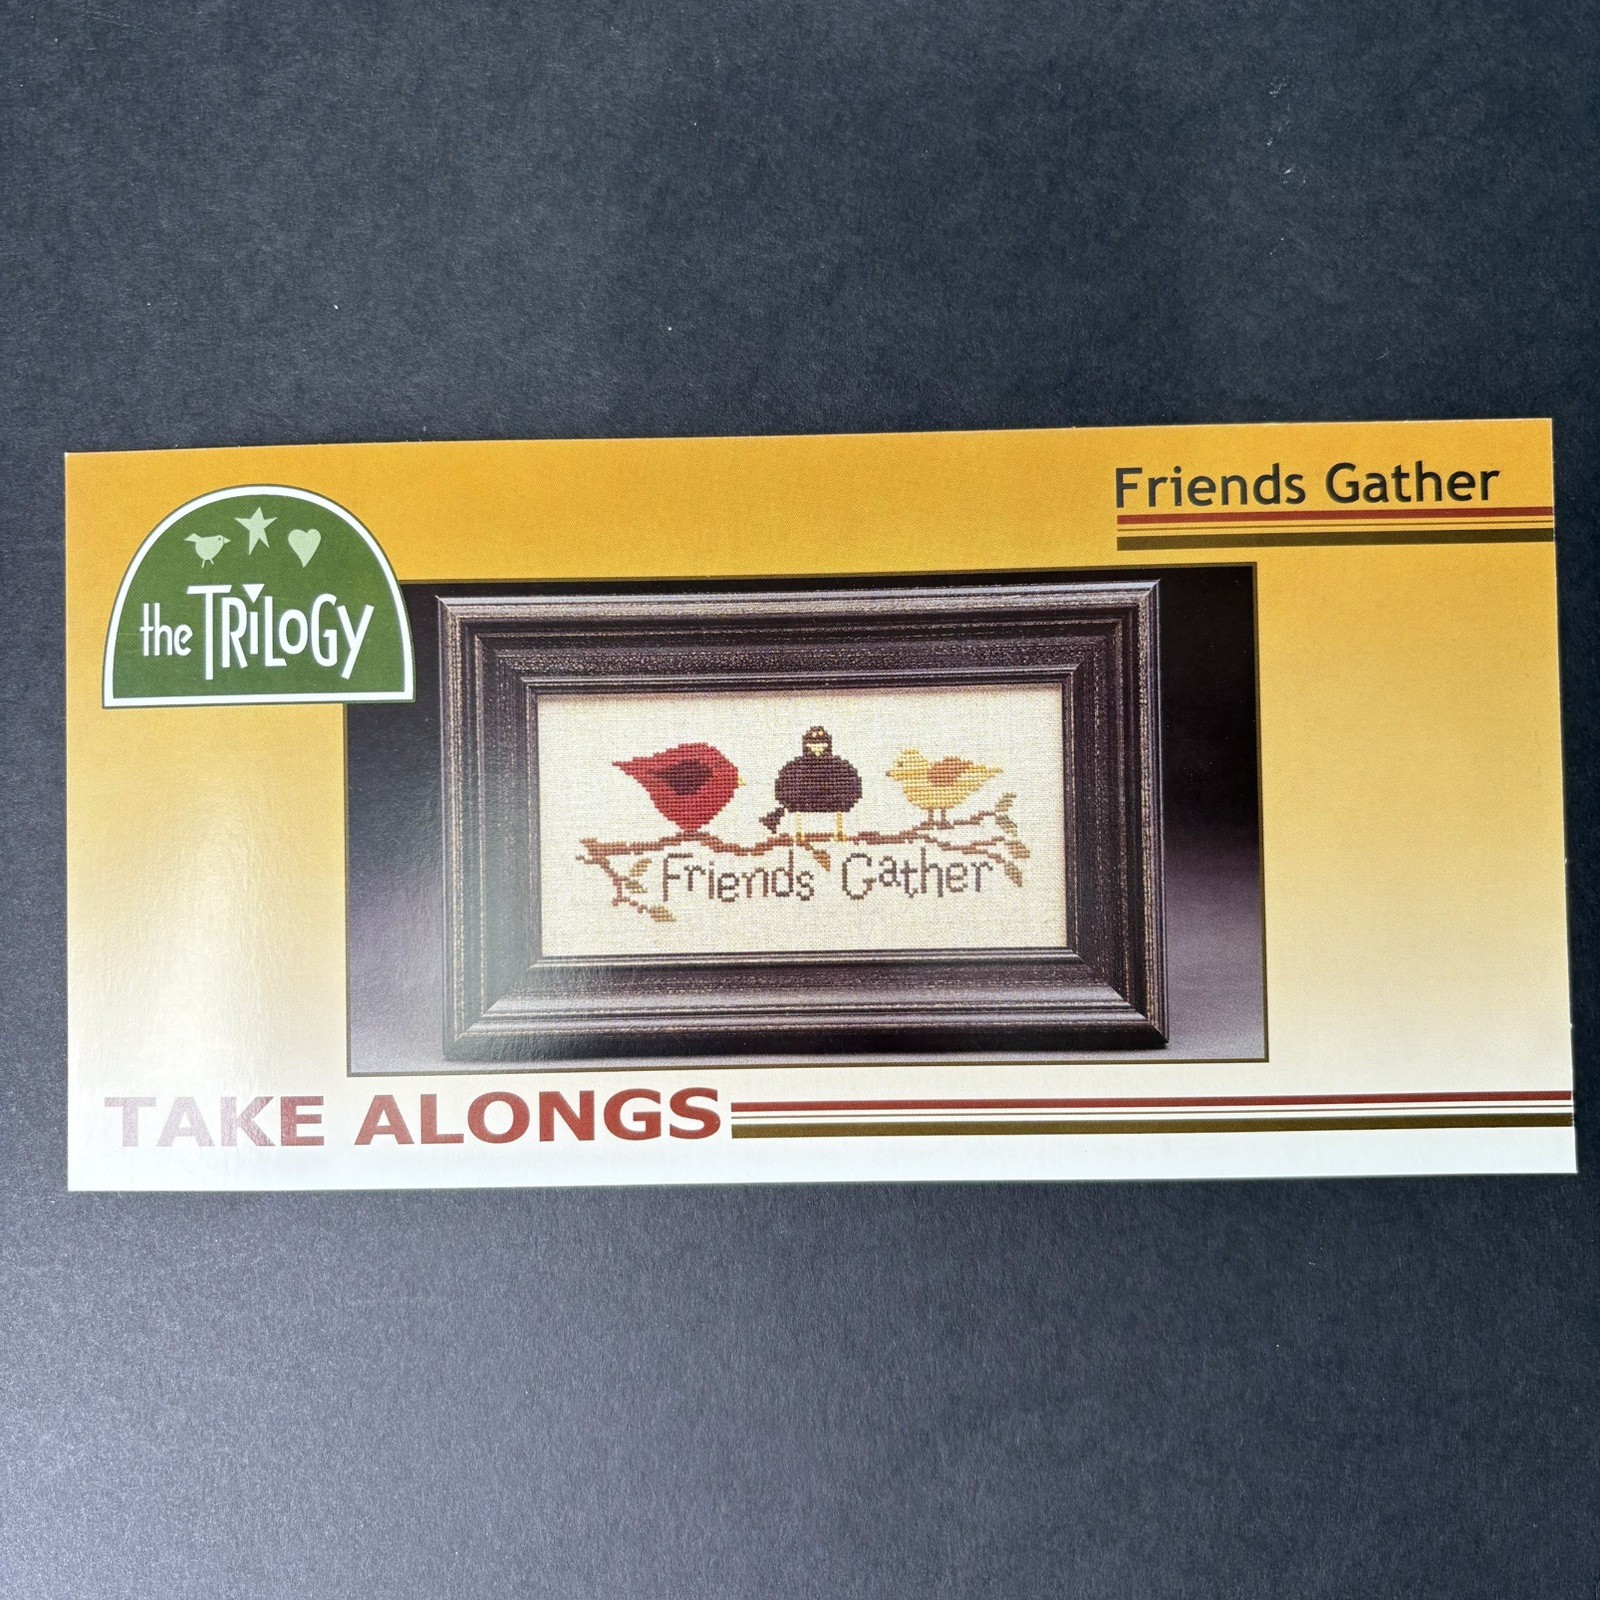 Friends Gather
the TRiLOGY
Friends Gather
TAKE ALONGS